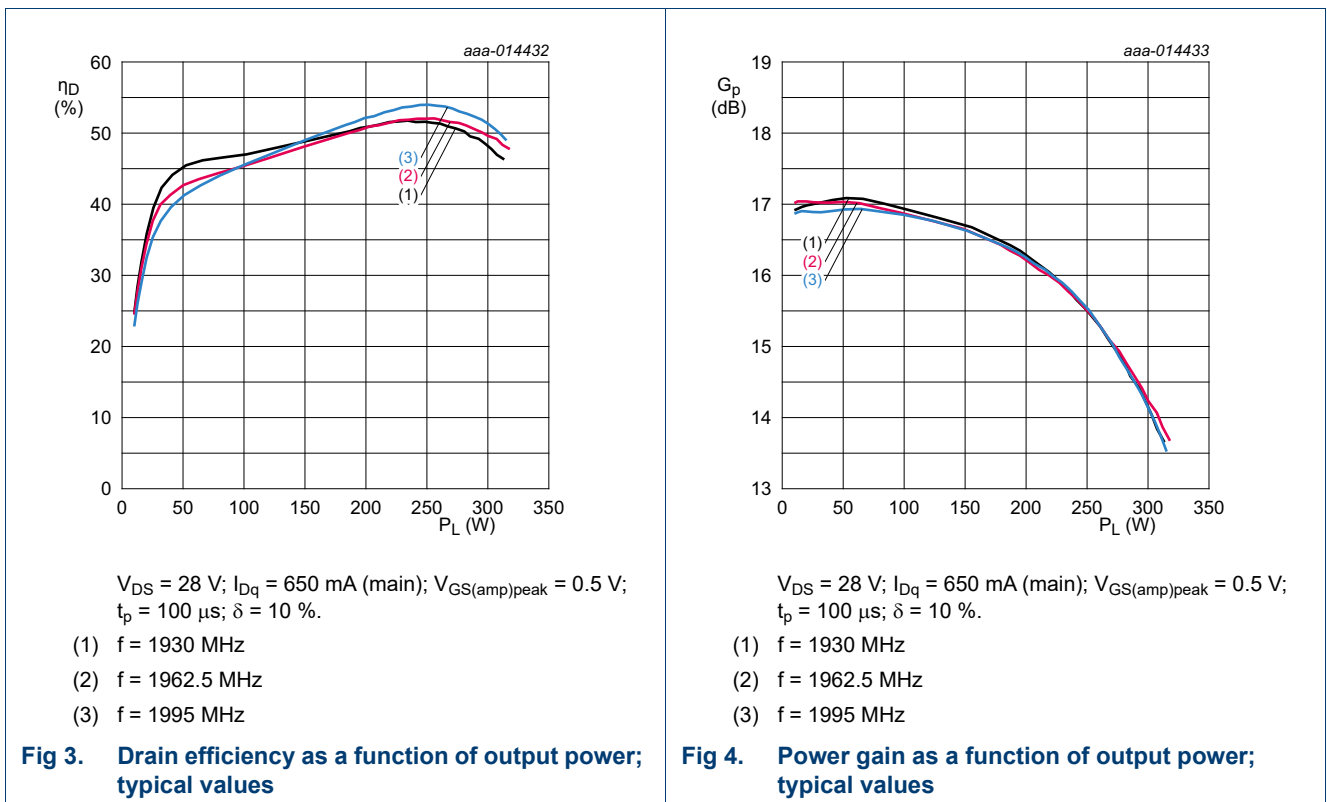 aaa-014432
60
ηD
(%)
50
40
30
20
10
0
(3)
(2)
(1)
0 50 100 150 200 250 300 350
PL (W)
VDS = 28 V; IDq = 650 mA (main); VGS(amp)peak = 0.5 V;
tp = 100 μs; δ = 10 %.
(1) f = 1930 MHz
(2) f = 1962.5 MHz
(3) f = 1995 MHz
Fig 3. Drain efficiency as a function of output power;
typical values
aaa-014433
19
Gp
(dB)
18
17
16
15
14
13
(1)
(2)
(3)
0 50 100 150 200 250 300 350
PL (W)
VDS = 28 V; IDq = 650 mA (main); VGS(amp)peak = 0.5 V;
tp = 100 μs; δ = 10 %.
(1) f = 1930 MHz
(2) f = 1962.5 MHz
(3) f = 1995 MHz
Fig 4. Power gain as a function of output power;
typical values